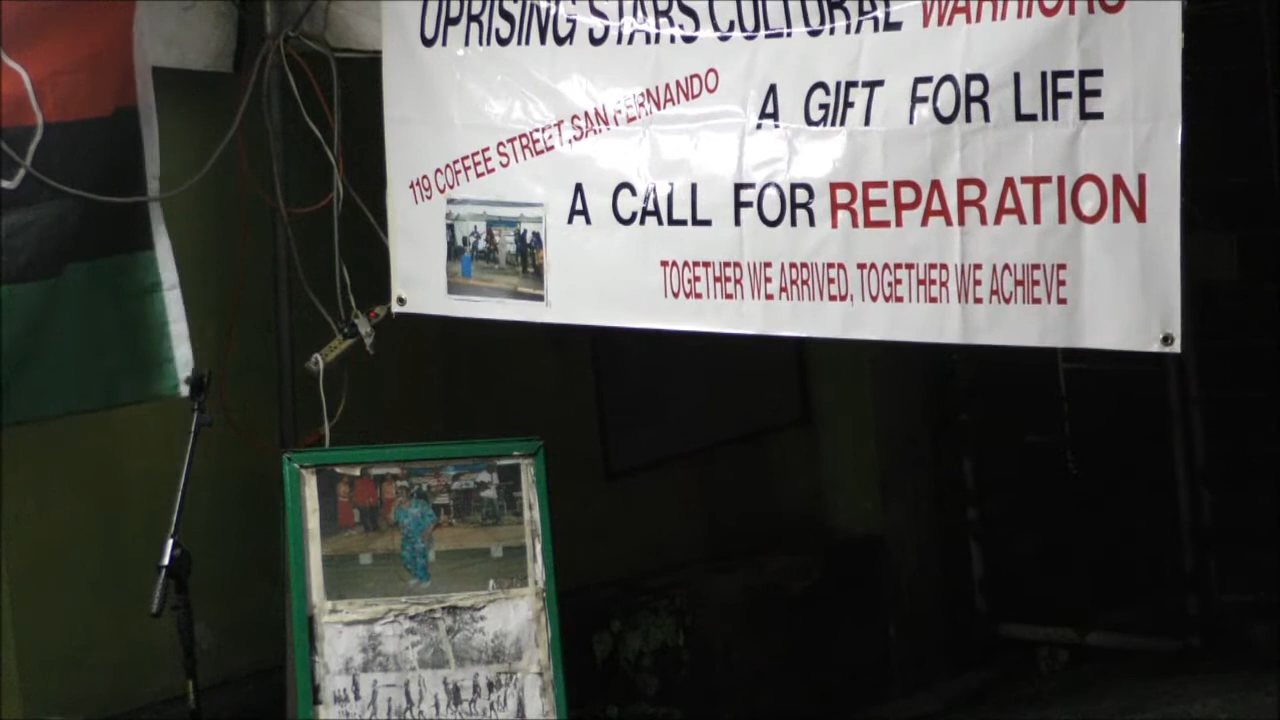 UPRISING STARS CULTURAL WARRIORS
119 COFFEE STREET, SAN FERNANDO
A GIFT FOR LIFE
A CALL FOR REPARATION
TOGETHER WE ARRIVED, TOGETHER WE ACHIEVE